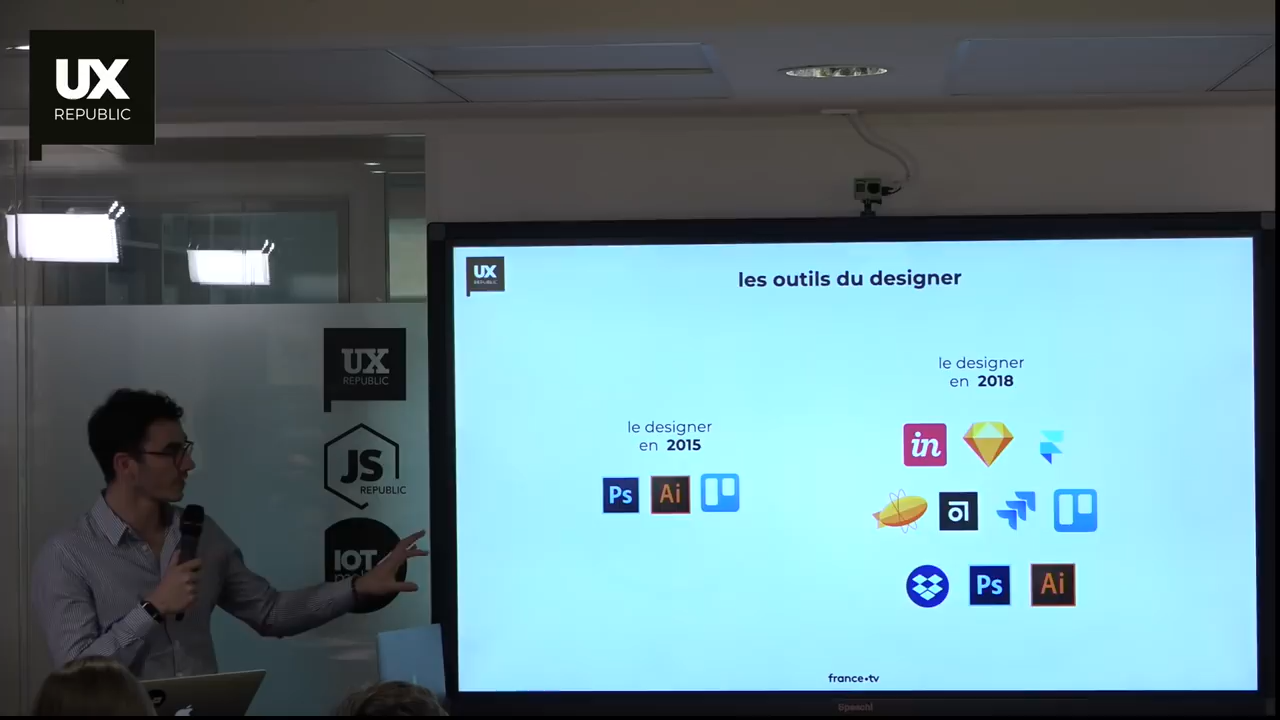 UX
REPUBLIC
UX
REPUBLIC
JS
REPUBLIC
IOT
UX
REPUBLIC
les outils du designer
le designer
en 2015
Ps Ai
le designer
en 2018
in
Ps Ai
france•tv
Speechi